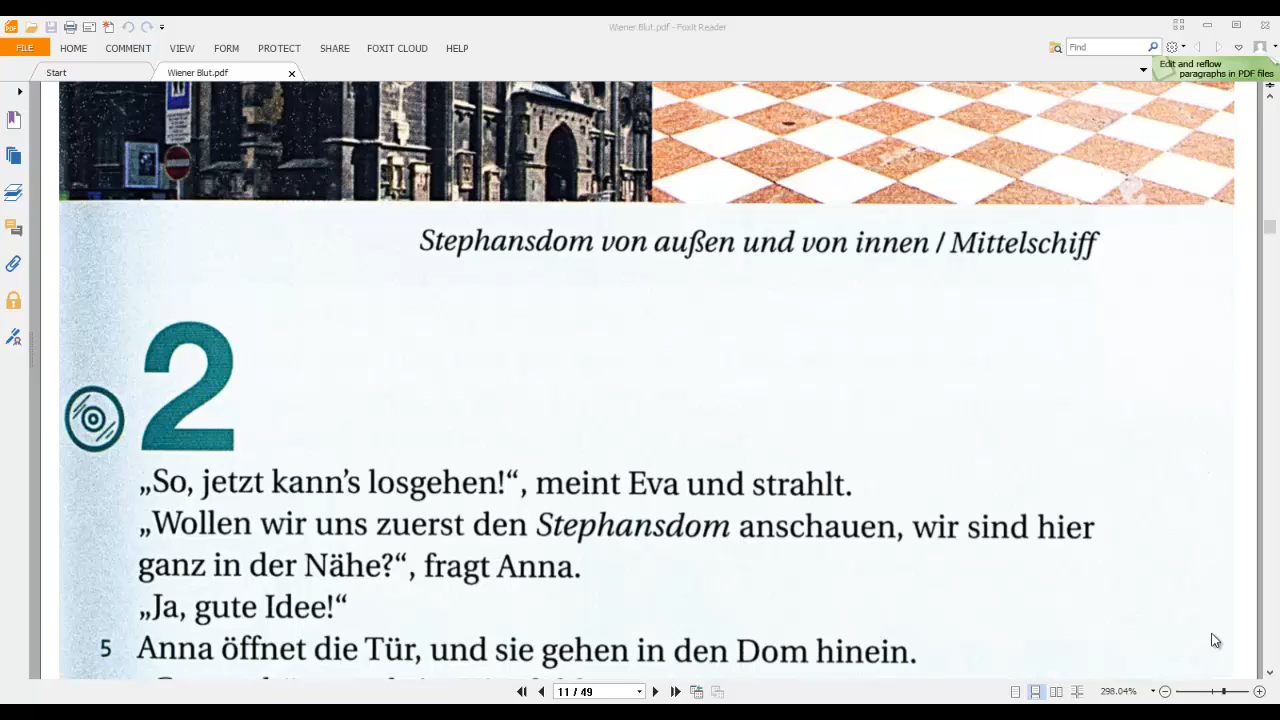 Wiener Blut.pdf - Foxit Reader
FILE HOME COMMENT VIEW FORM PROTECT SHARE FOXIT CLOUD HELP
Find
Edit and reflow
paragraphs in PDF files
Start Wiener Blut.pdf
Stephansdom von außen und von innen / Mittelschiff
2
„So, jetzt kann’s losgehen!“, meint Eva und strahlt.
„Wollen wir uns zuerst den Stephansdom anschauen, wir sind hier
ganz in der Nähe?“, fragt Anna.
„Ja, gute Idee!“
5 Anna öffnet die Tür, und sie gehen in den Dom hinein.
11 / 49
298.04%